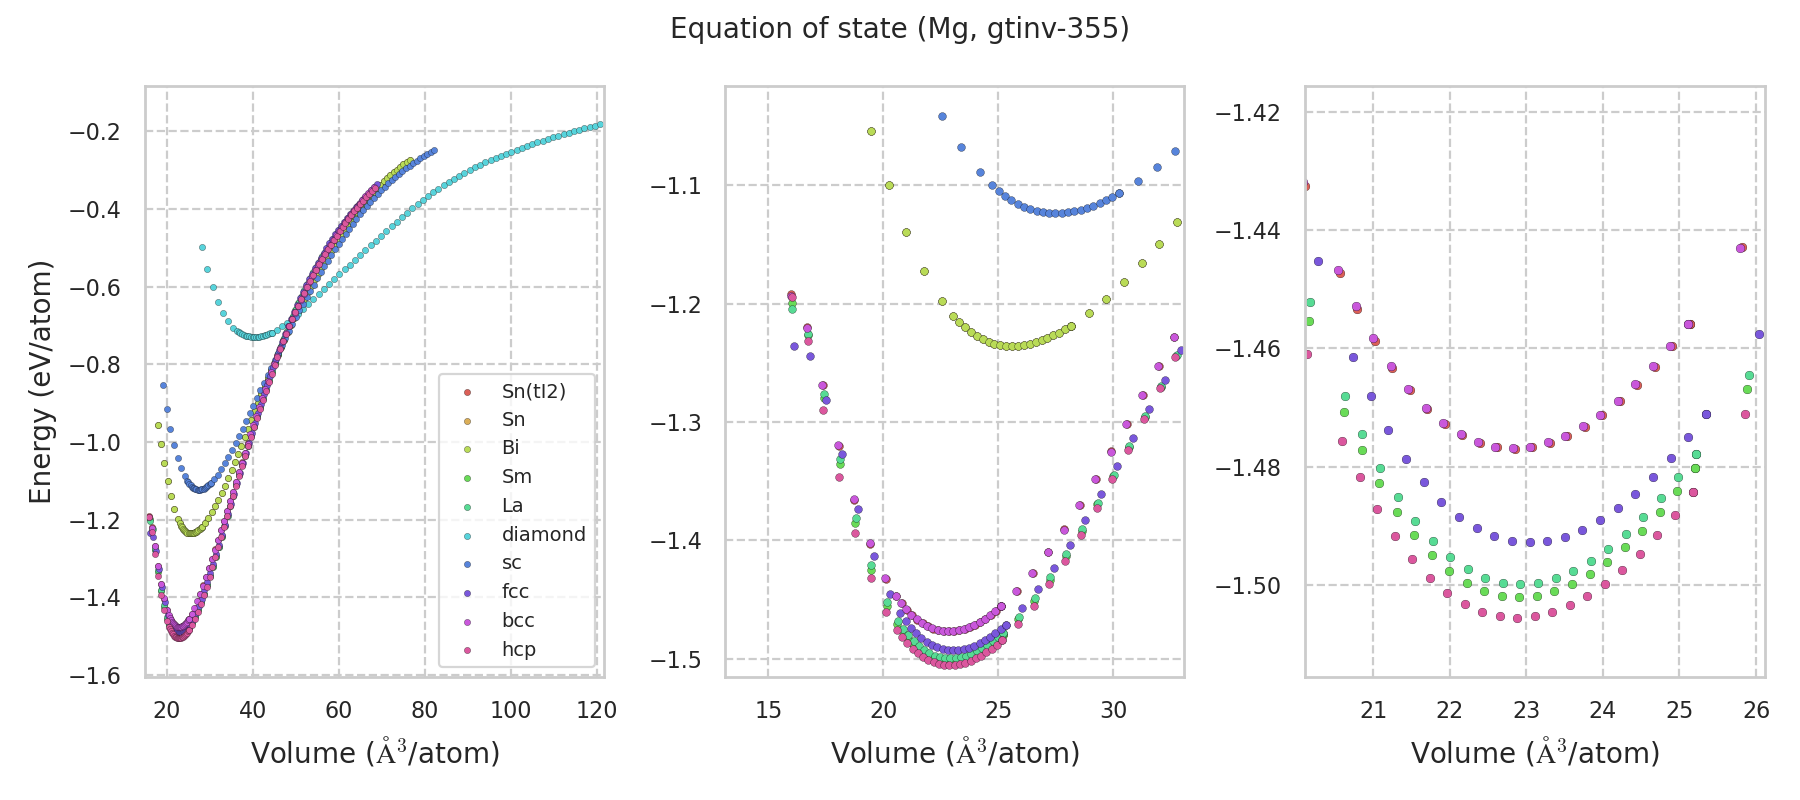 Equation of state (Mg, gtinv-355)
Energy (eV/atom)
−0.2
−0.4
−0.6
−0.8
−1.0
−1.2
−1.4
−1.6
20 40 60 80 100 120
Volume (Å³/atom)
Sn(tI2)
Sn
Bi
Sm
La
diamond
sc
fcc
bcc
hcp
−1.1
−1.2
−1.3
−1.4
−1.5
15 20 25 30
Volume (Å³/atom)
−1.42
−1.44
−1.46
−1.48
−1.50
21 22 23 24 25 26
Volume (Å³/atom)